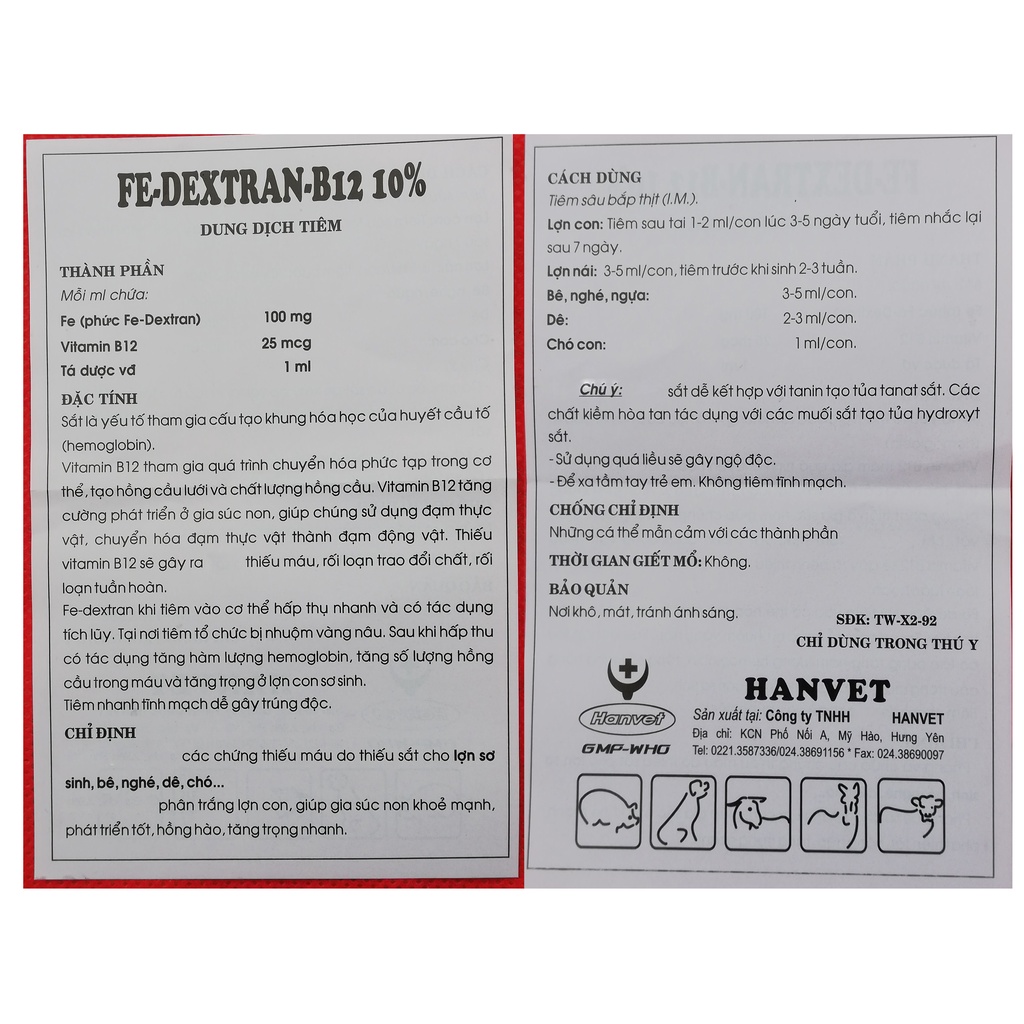 FE-DEXTRAN-B12 10%
DUNG DỊCH TIÊM
THÀNH PHẦN
Mỗi ml chứa:
Fe (phức Fe-Dextran) 100 mg
Vitamin B12 25 mcg
Tá dược vđ 1 ml
ĐẶC TÍNH
Sắt là yếu tố tham gia cấu tạo khung hóa học của huyết cầu tố
(hemoglobin).
Vitamin B12 tham gia quá trình chuyển hóa phức tạp trong cơ
thể, tạo hồng cầu lưới và chất lượng hồng cầu. Vitamin B12 tăng
cường phát triển ở gia súc non, giúp chúng sử dụng đạm thực
vật, chuyển hóa đạm thực vật thành đạm động vật. Thiếu
vitamin B12 sẽ gây ra thiếu máu, rối loạn trao đổi chất, rối
loạn tuần hoàn.
Fe-dextran khi tiêm vào cơ thể hấp thụ nhanh và có tác dụng
tích lũy. Tại nơi tiêm tổ chức bị nhuộm vàng nâu. Sau khi hấp thu
có tác dụng tăng hàm lượng hemoglobin, tăng số lượng hồng
cầu trong máu và tăng trọng ở lợn con sơ sinh.
Tiêm nhanh tĩnh mạch dễ gây trúng độc.
CHỈ ĐỊNH
các chứng thiếu máu do thiếu sắt cho lợn sơ
sinh, bê, nghé, dê, chó...
phân trắng lợn con, giúp gia súc non khoẻ mạnh,
phát triển tốt, hồng hào, tăng trọng nhanh.
CÁCH DÙNG
Tiêm sâu bắp thịt (I.M.).
Lợn con: Tiêm sau tai 1-2 ml/con lúc 3-5 ngày tuổi, tiêm nhắc lại
sau 7 ngày.
Lợn nái: 3-5 ml/con, tiêm trước khi sinh 2-3 tuần.
Bê, nghé, ngựa: 3-5 ml/con.
Dê: 2-3 ml/con.
Chó con: 1 ml/con.
Chú ý: sắt dễ kết hợp với tanin tạo tủa tanat sắt. Các
chất kiềm hòa tan tác dụng với các muối sắt tạo tủa hydroxyt
sắt.
- Sử dụng quá liều sẽ gây ngộ độc.
- Để xa tầm tay trẻ em. Không tiêm tĩnh mạch.
CHỐNG CHỈ ĐỊNH
Những cá thể mẫn cảm với các thành phần
THỜI GIAN GIẾT MỔ: Không.
BẢO QUẢN
Nơi khô, mát, tránh ánh sáng.
SĐK: TW-X2-92
CHỈ DÙNG TRONG THÚ Y
HANVET
Hanvet
GMP-WHO
Sản xuất tại: Công ty TNHH HANVET
Địa chỉ: KCN Phố Nối A, Mỹ Hào, Hưng Yên
Tel: 0221.3587336/024.38691156 * Fax: 024.38690097